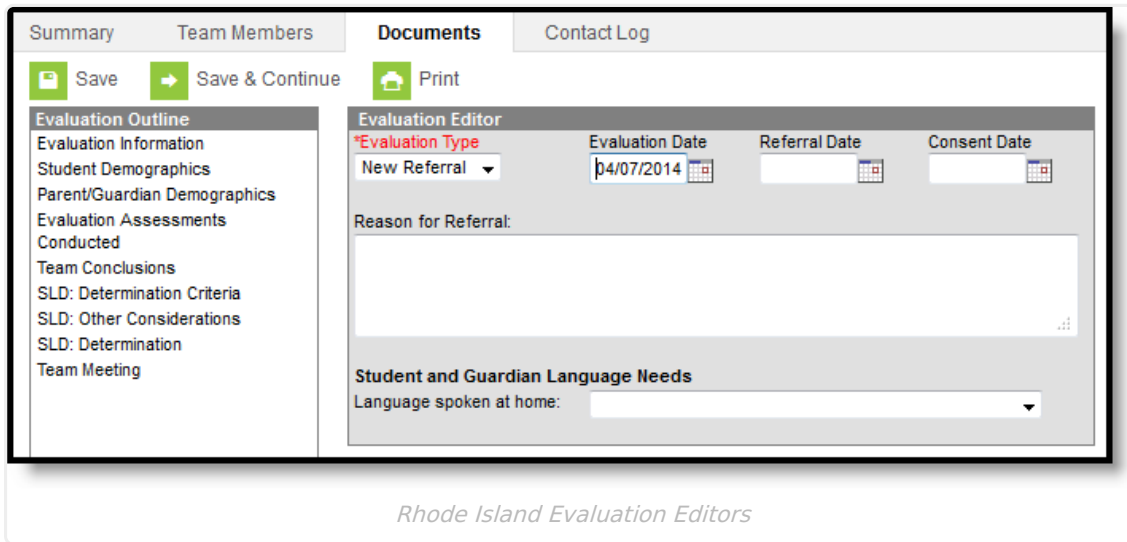 Summary Team Members Documents Contact Log
Save Save & Continue Print
Evaluation Outline
Evaluation Information
Student Demographics
Parent/Guardian Demographics
Evaluation Assessments
Conducted
Team Conclusions
SLD: Determination Criteria
SLD: Other Considerations
SLD: Determination
Team Meeting
Evaluation Editor
*Evaluation Type Evaluation Date Referral Date Consent Date
New Referral 04/07/2014
Reason for Referral:
Student and Guardian Language Needs
Language spoken at home:
Rhode Island Evaluation Editors